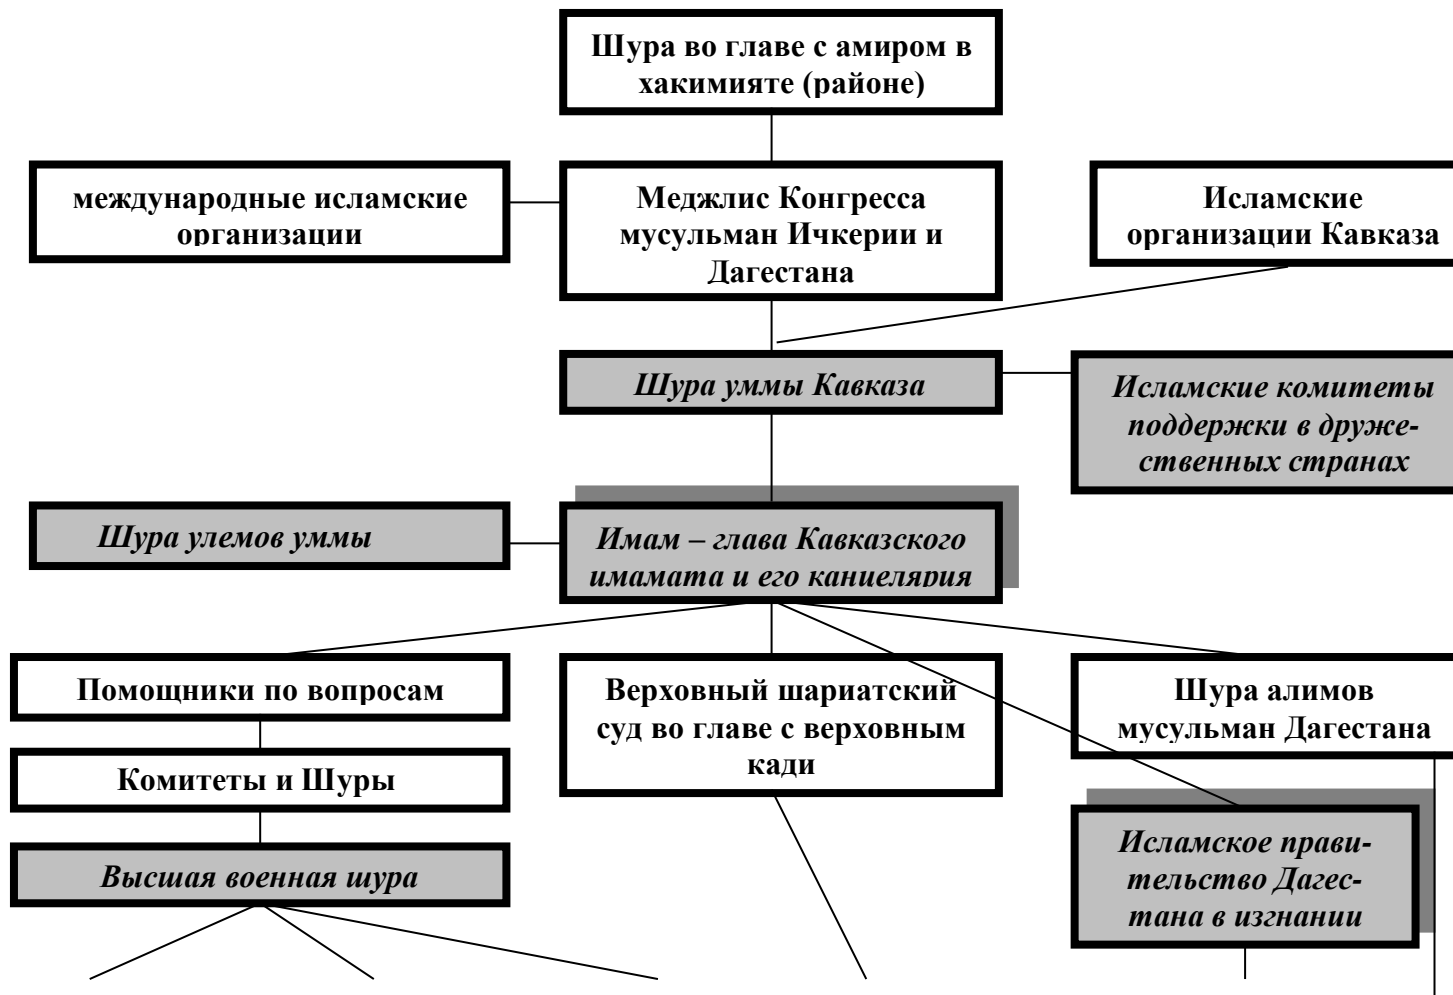 Шура во главе с амиром в
хакимияте (районе)
международные исламские
организации
Меджлис Конгресса
мусульман Ичкерии и
Дагестана
Исламские
организации Кавказа
Шура уммы Кавказа
Исламские комитеты
поддержки в друже-
ственных странах
Шура улемов уммы
Имам – глава Кавказского
имамата и его канцелярия
Помощники по вопросам
Верховный шариатский
суд во главе с верховным
кади
Шура алимов
мусульман Дагестана
Комитеты и Шуры
Исламское прави-
тельство Дагес-
тана в изгнании
Высшая военная шура